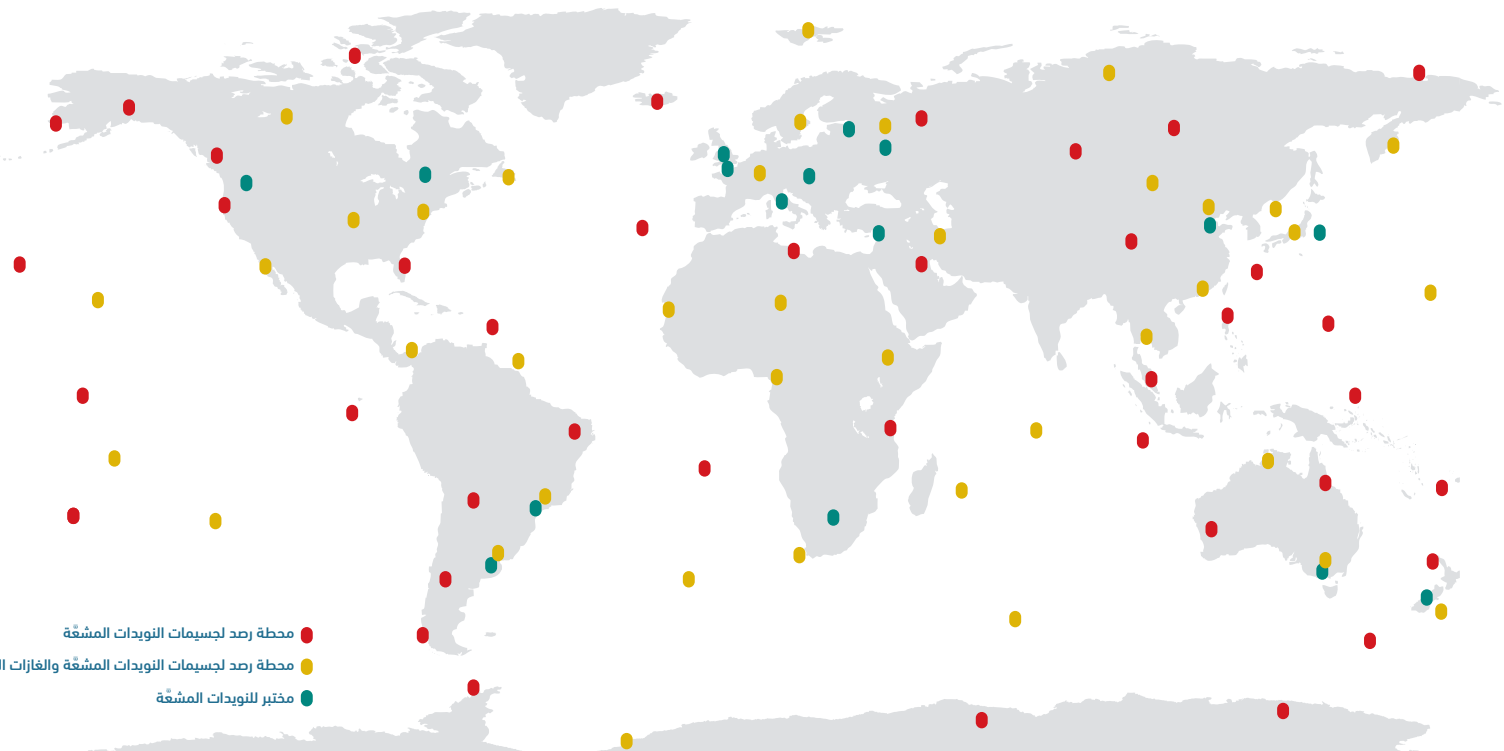 محطة رصد لجسيمات النويدات المشعَّة
محطة رصد لجسيمات النويدات المشعَّة والغازات
مختبر للنويدات المشعَّة